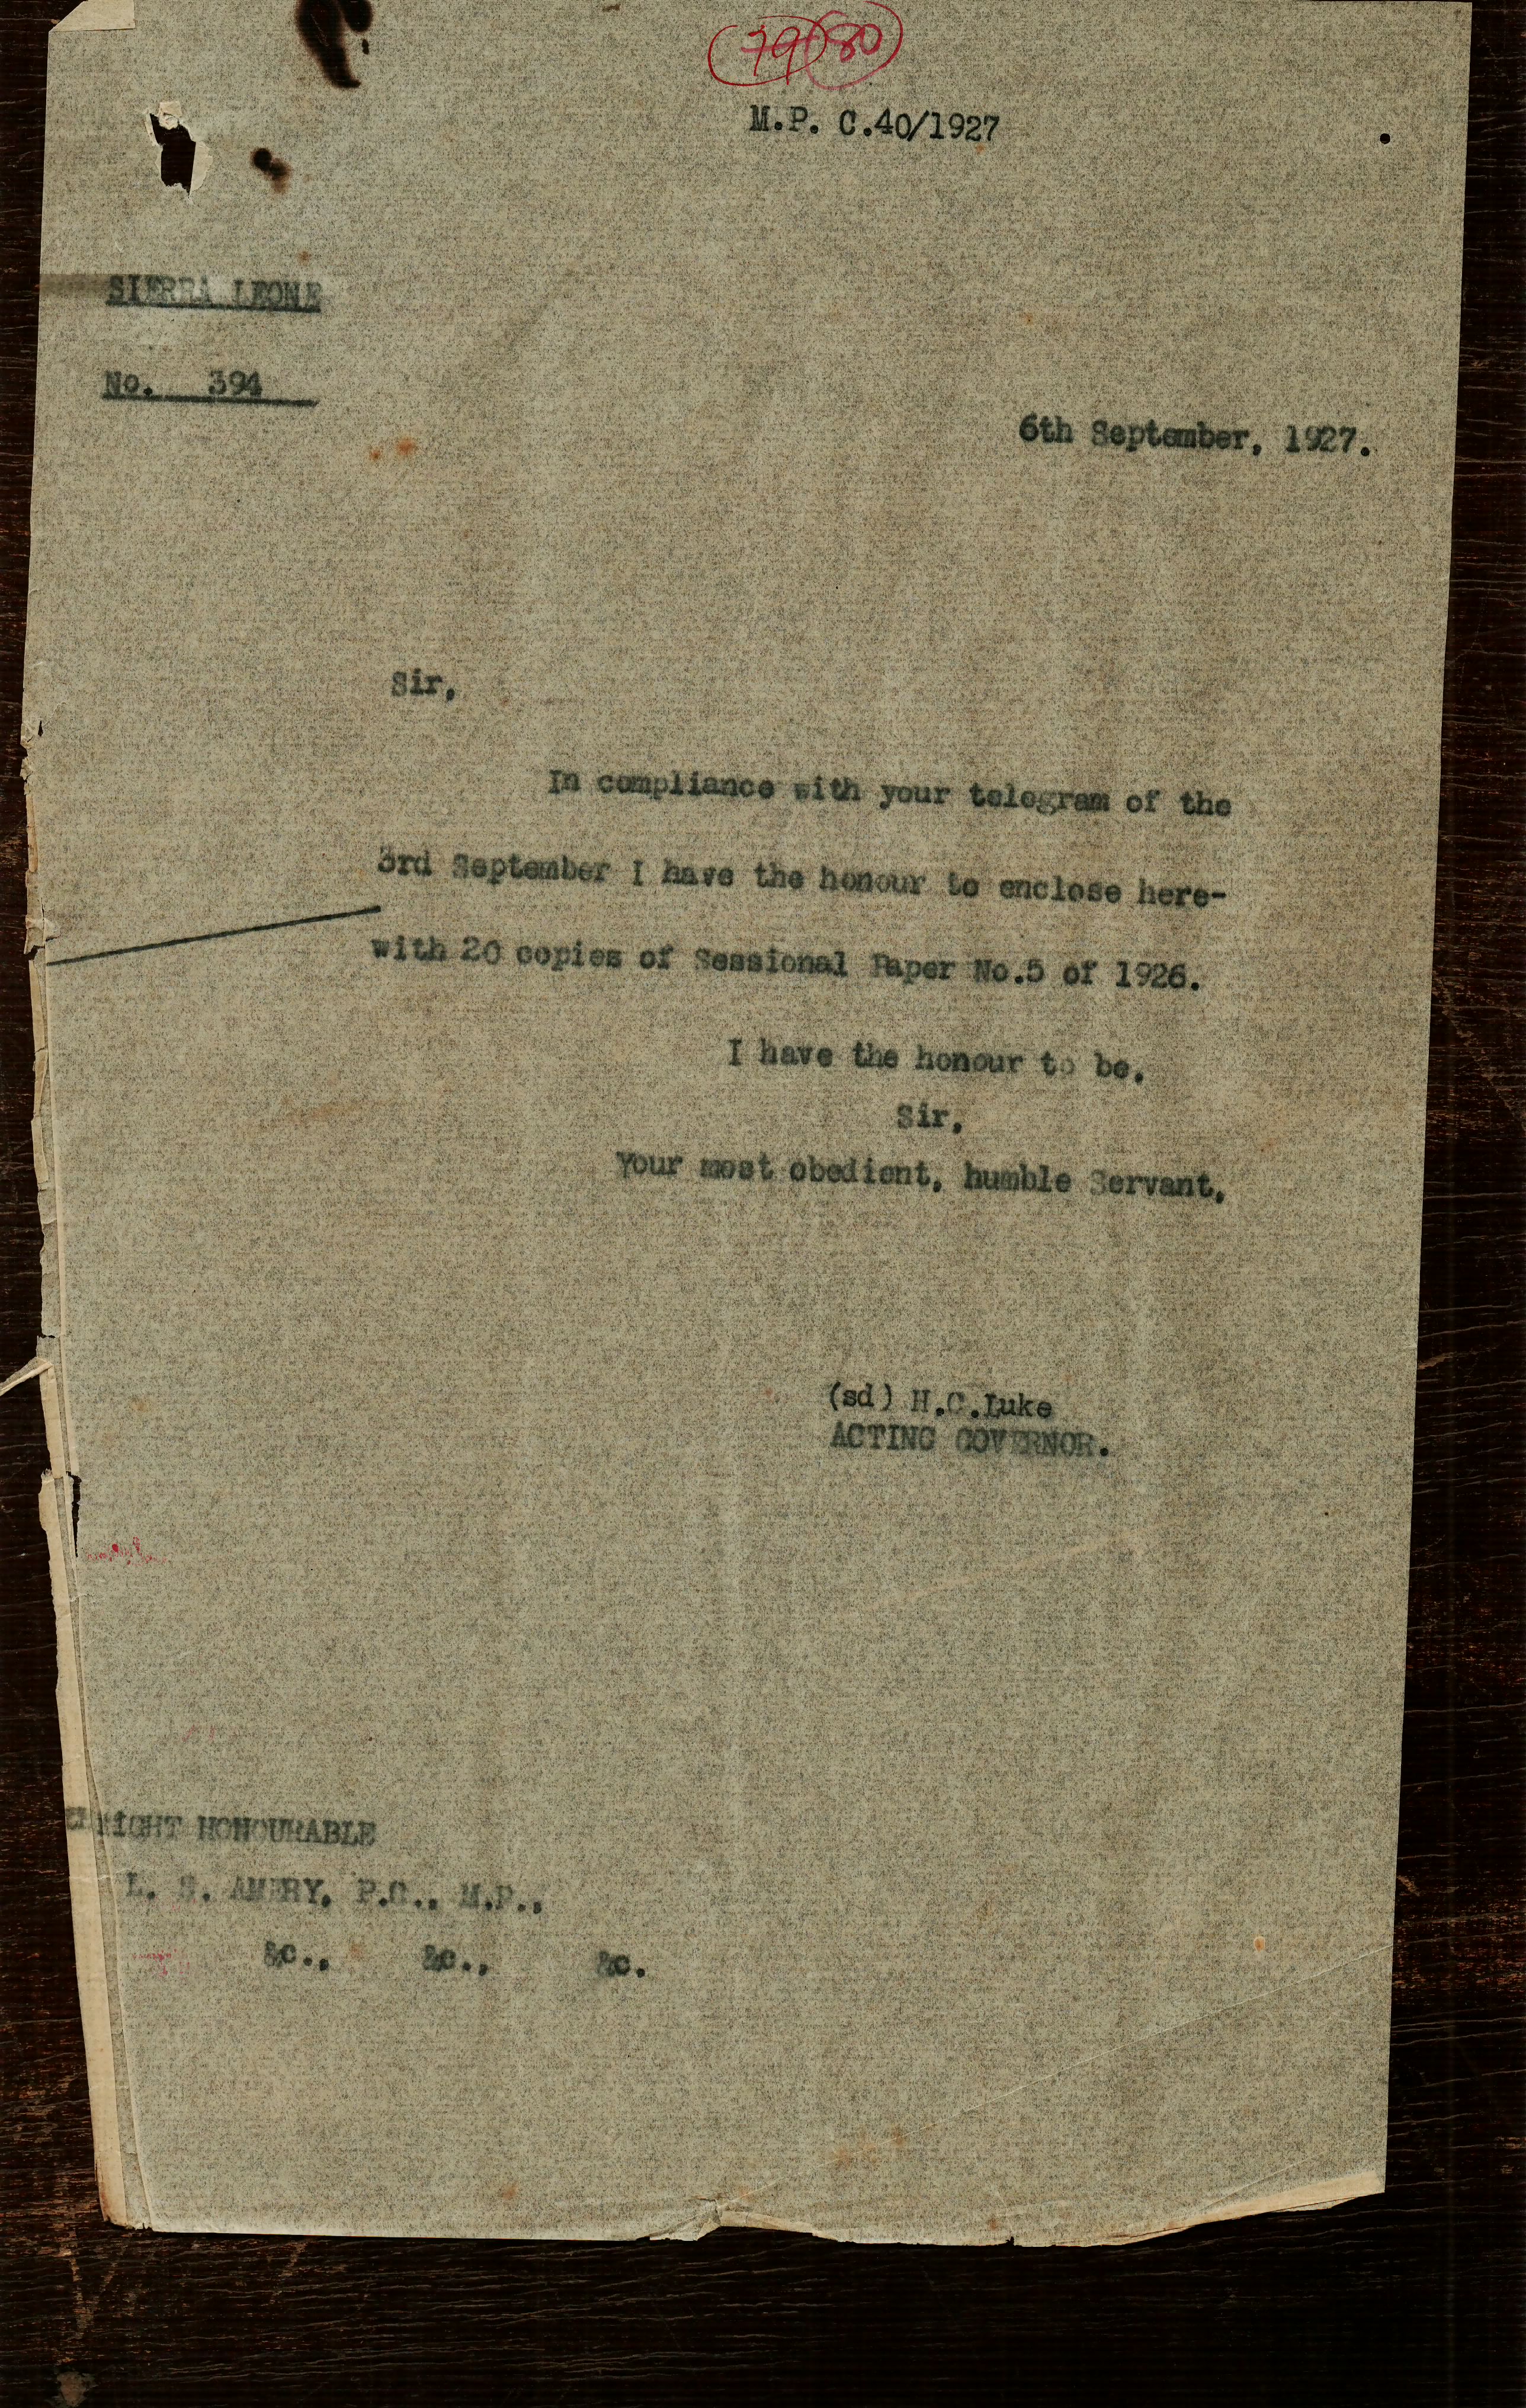 79 80
M.P. C.40/1927
SIERRA LEONE
No. 394
6th September, 1927.
Sir,
In compliance with your telegram of the
3rd September I have the honour to enclose here-
with 20 copies of Sessional Paper No.5 of 1926.
I have the honour to be,
Sir,
Your most obedient, humble Servant,
(sd) H.C.Luke
ACTING GOVERNOR.
RIGHT HONOURABLE
L. S. AMERY, P.C., M.P.,
&c., &c., &c.